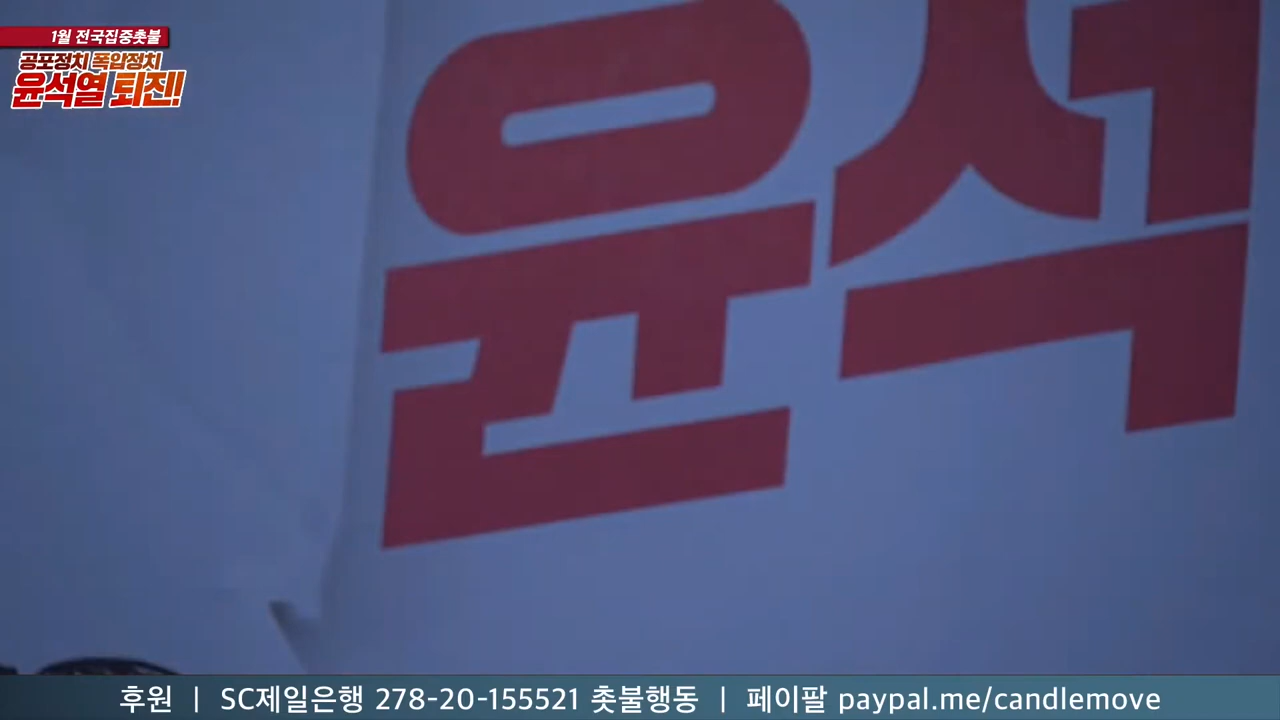 1월 전국집중촛불
공포정치 폭압정치
윤석열 퇴진!
윤석
후원 | SC제일은행 278-20-155521 촛불행동 | 페이팔 paypal.me/candlemove